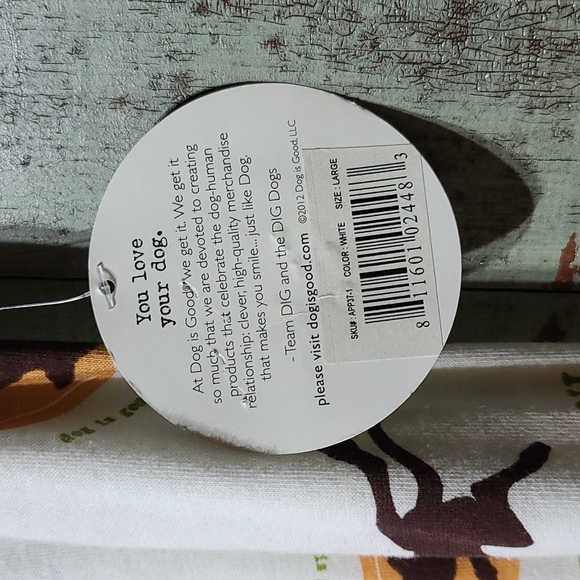 You love
your dog.
At Dog is Good, we get it. We get it
so much that we are devoted to creating
products that celebrate the dog-human
relationship; clever, high-quality merchandise
that makes you smile... just like Dog.
- Team DIG and the DIG Dogs
please visit dogisgood.com ©2012 Dog is Good, LLC
SKU#: APP37-1 COLOR: WHITE SIZE: LARGE
8 11601 02448 3
dog is good